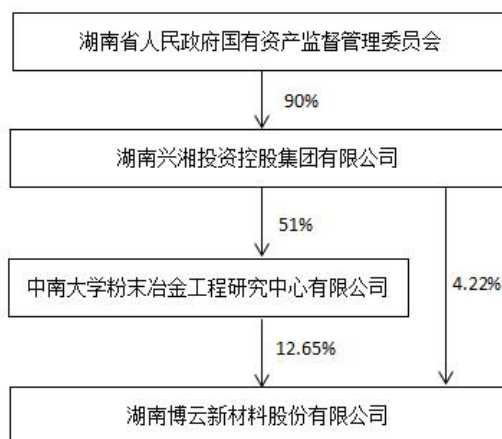 湖南省人民政府国有资产监督管理委员会
90%
湖南兴湘投资控股集团有限公司
51%
中南大学粉末冶金工程研究中心有限公司
4.22%
12.65%
湖南博云新材料股份有限公司